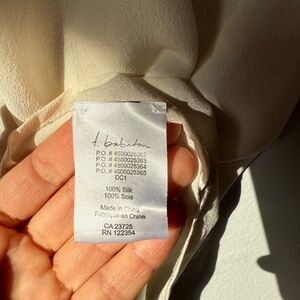 t. babaton
P.O. # 4500025362
P.O. # 4500025363
P.O. # 4500025364
P.O. # 4500025365
DC1
100% Silk
100% Soie
Made in China
Fabriqué en Chine
CA 23725
RN 122354